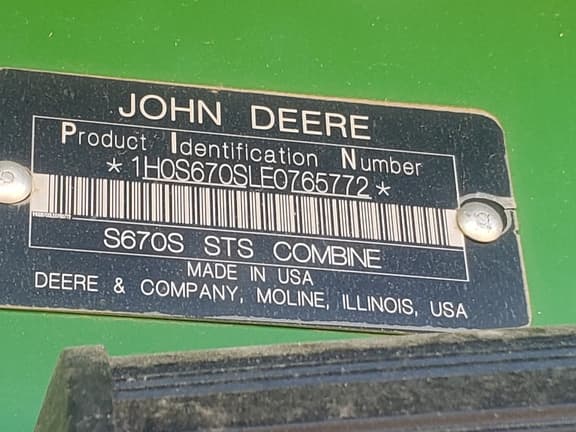 JOHN DEERE
Product Identification Number
*1H0S670SLE0765772*
S670S STS COMBINE
MADE IN USA
DEERE & COMPANY, MOLINE, ILLINOIS, USA